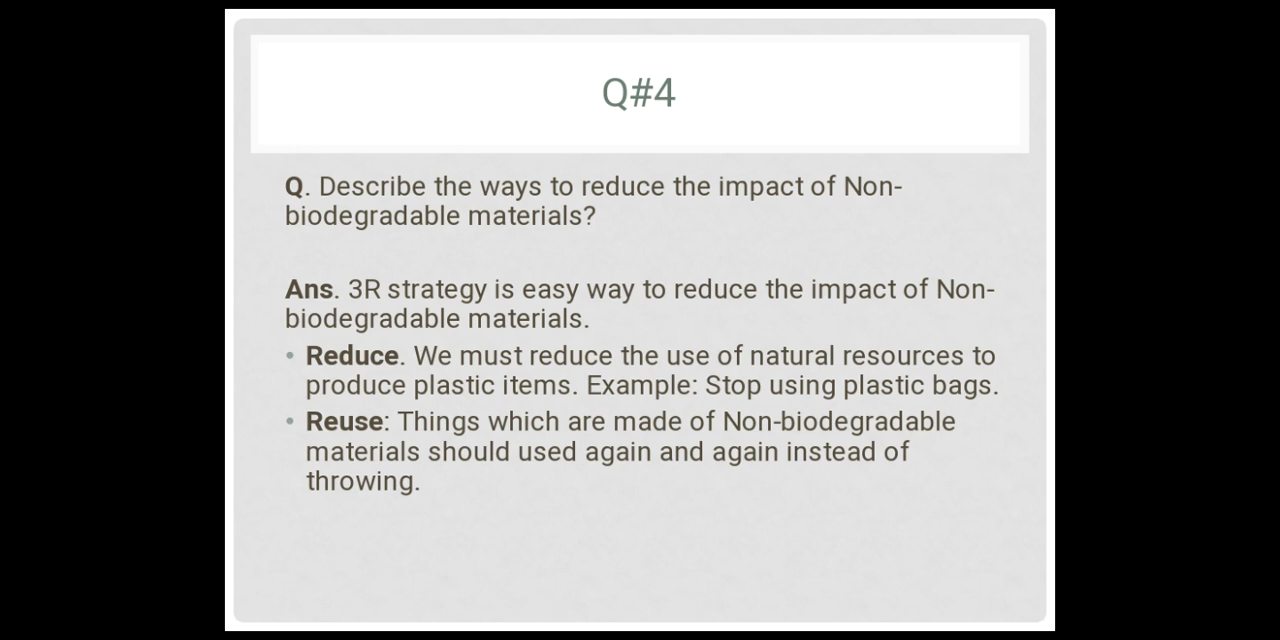 Q#4
Q. Describe the ways to reduce the impact of Non-
biodegradable materials?
Ans. 3R strategy is easy way to reduce the impact of Non-
biodegradable materials.
• Reduce. We must reduce the use of natural resources to
produce plastic items. Example: Stop using plastic bags.
• Reuse: Things which are made of Non-biodegradable
materials should used again and again instead of
throwing.